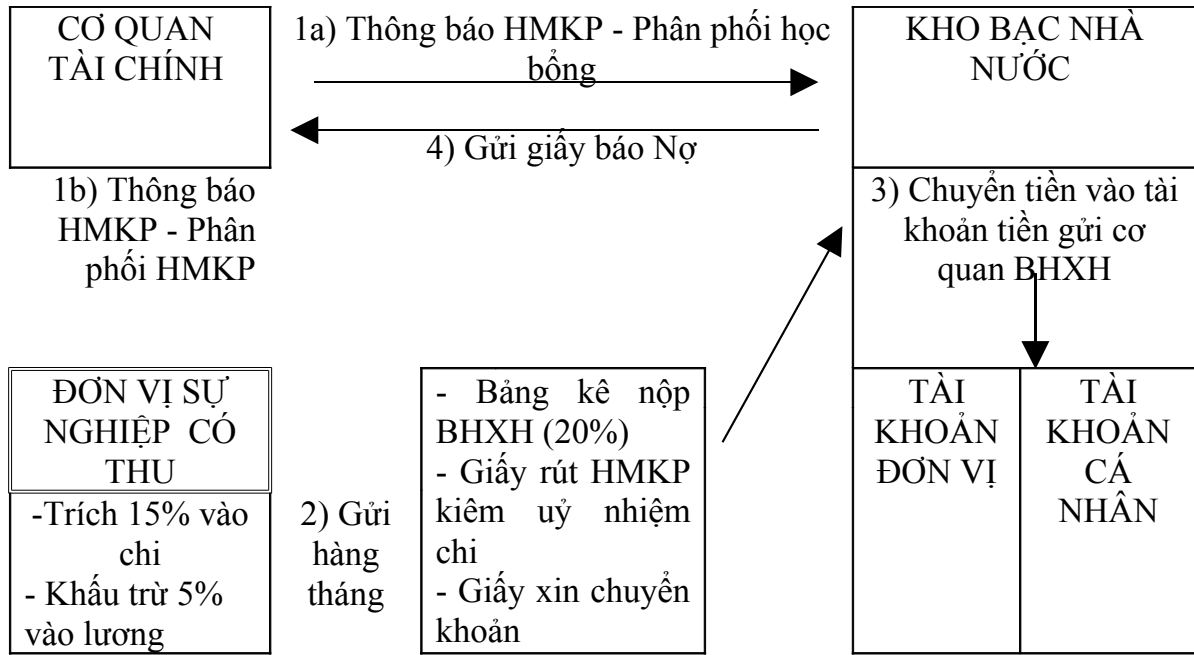 CƠ QUAN
TÀI CHÍNH
1a) Thông báo HMKP - Phân phối học
bổng
KHO BẠC NHÀ
NƯỚC
4) Gửi giấy báo Nợ
1b) Thông báo
HMKP - Phân
phối HMKP
3) Chuyển tiền vào tài
khoản tiền gửi cơ
quan BHXH
ĐƠN VỊ SỰ
NGHIỆP CÓ
THU
-Trích 15% vào
chi
- Khấu trừ 5%
vào lương
2) Gửi
hàng
tháng
- Bảng kê nộp
BHXH (20%)
- Giấy rút HMKP
kiêm uỷ nhiệm
chi
- Giấy xin chuyển
khoản
TÀI
KHOẢN
ĐƠN VỊ
TÀI
KHOẢN
CÁ
NHÂN